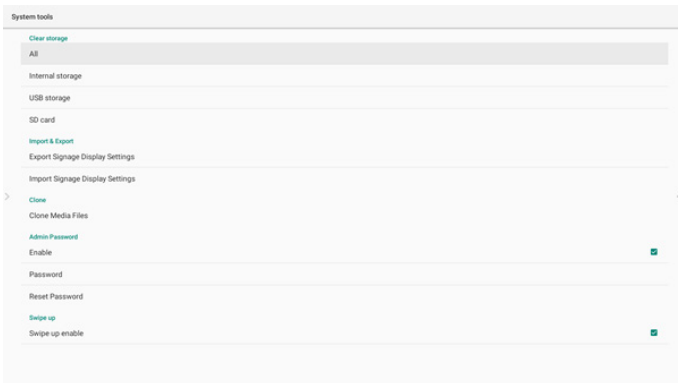 System tools
Clear storage
All
Internal storage
USB storage
SD card
Import & Export
Export Signage Display Settings
Import Signage Display Settings
Clone
Clone Media Files
Admin Password
Enable
Password
Reset Password
Swipe up
Swipe up enable